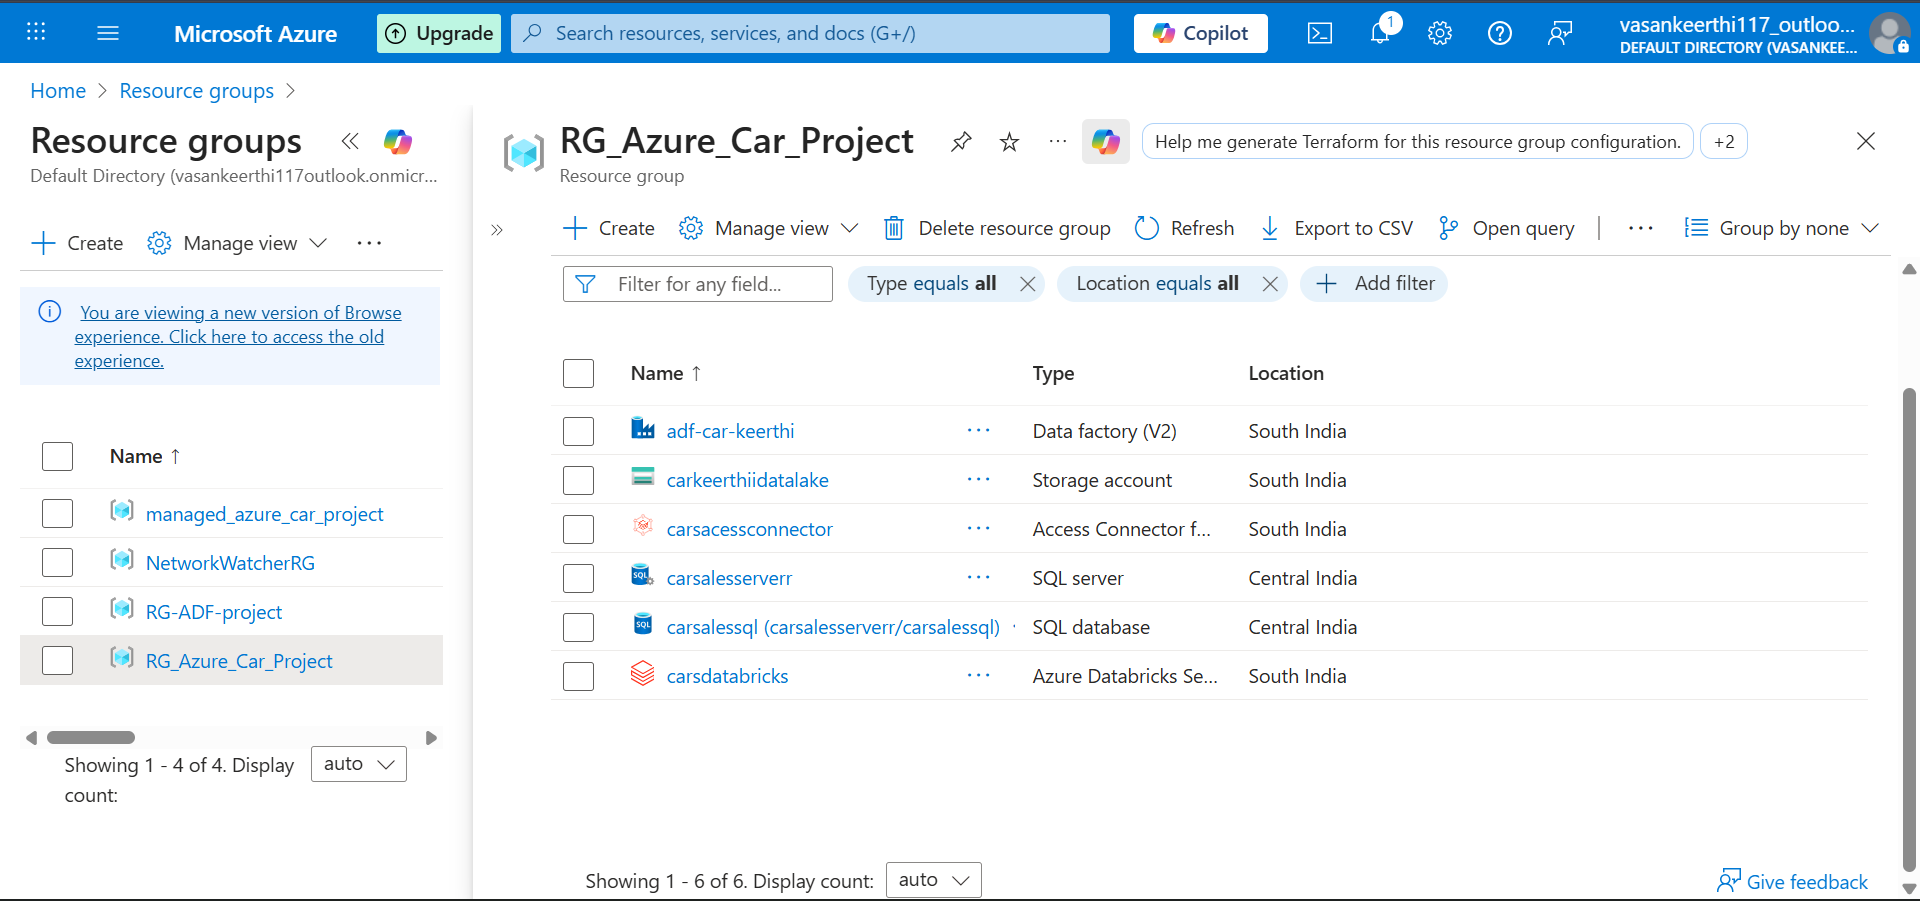 Microsoft Azure
Upgrade
Search resources, services, and docs (G+/)
Copilot
1
vasankeerthi117_outloo...
DEFAULT DIRECTORY (VASANKEE...
Home > Resource groups >
Resource groups
Default Directory (vasankeerthi117outlook.onmicr...
Create
Manage view
You are viewing a new version of Browse
experience. Click here to access the old
experience.
Name ↑
managed_azure_car_project
NetworkWatcherRG
RG-ADF-project
RG_Azure_Car_Project
Showing 1 - 4 of 4. Display
count:
auto
RG_Azure_Car_Project
Resource group
Help me generate Terraform for this resource group configuration.
+2
Create
Manage view
Delete resource group
Refresh
Export to CSV
Open query
Group by none
Filter for any field...
Type equals all
Location equals all
Add filter
Name ↑ Type Location
adf-car-keerthi ... Data factory (V2) South India
carkeerthiidatalake ... Storage account South India
carsacessconnector ... Access Connector f... South India
SQL carsalesserverr ... SQL server Central India
SQL carsalessql (carsalesserverr/carsalessql) SQL database Central India
carsdatabricks ... Azure Databricks Se... South India
Showing 1 - 6 of 6. Display count:
auto
Give feedback